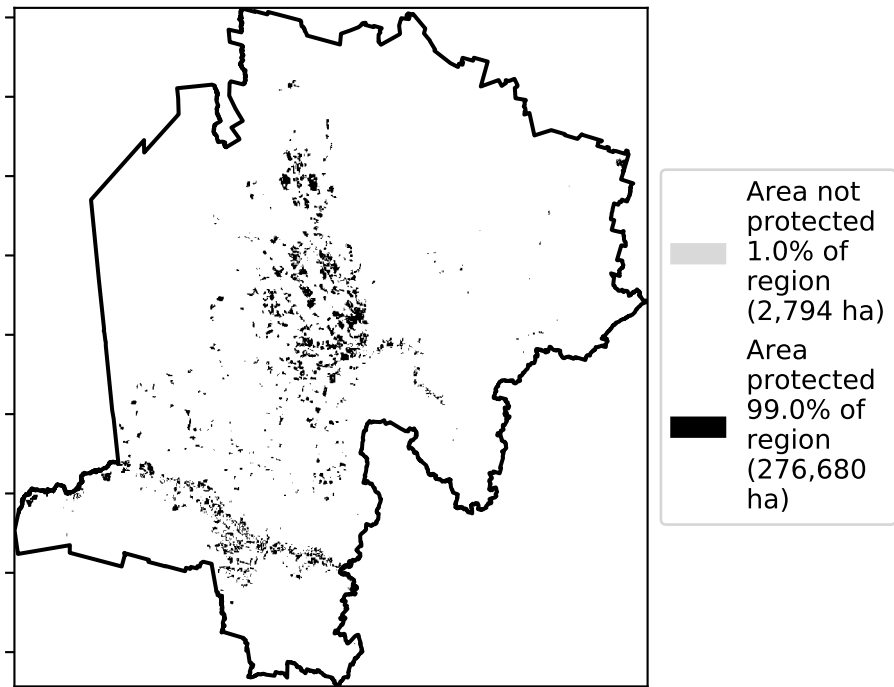 Area not
protected
1.0% of
region
(2,794 ha)
Area
protected
99.0% of
region
(276,680
ha)